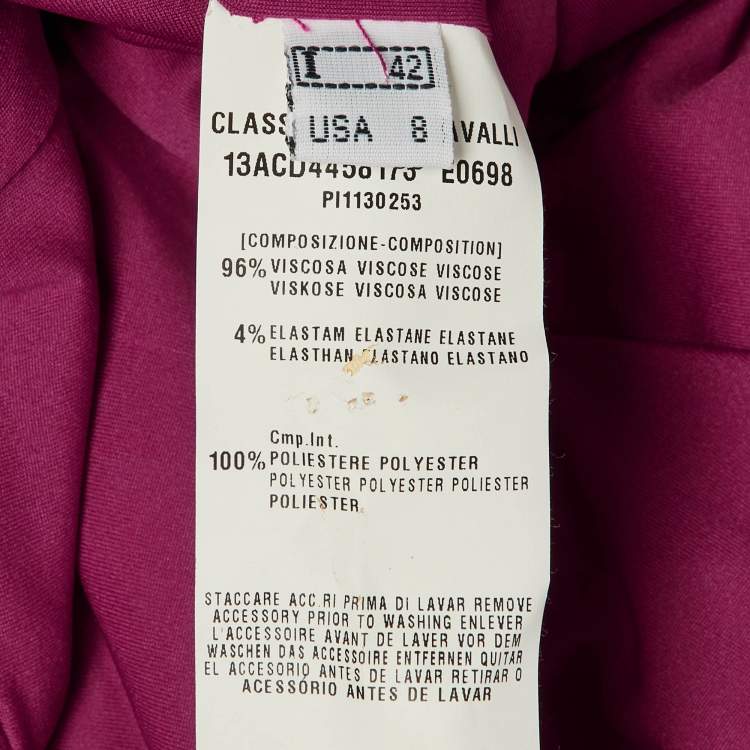 I 42
USA 8
CLASS AVALLI
13ACD4458173 E0698
PI1130253
[COMPOSIZIONE-COMPOSITION]
96% VISCOSA VISCOSE VISCOSE
VISKOSE VISCOSA VISCOSE
4% ELASTAM ELASTANE ELASTANE
ELASTHAN ELASTANO ELASTANO
Cmp.Int.
100% POLIESTERE POLYESTER
POLYESTER POLYESTER POLIESTER
POLIESTER
STACCARE ACC.RI PRIMA DI LAVAR REMOVE
ACCESSORY PRIOR TO WASHING ENLEVER
L'ACCESSOIRE AVANT DE LAVER VOR DEM
WASCHEN DAS ACCESSOIRE ENTFERNEN QUITAR
EL ACCESORIO ANTES DE LAVAR RETIRAR O
ACESSÓRIO ANTES DE LAVAR